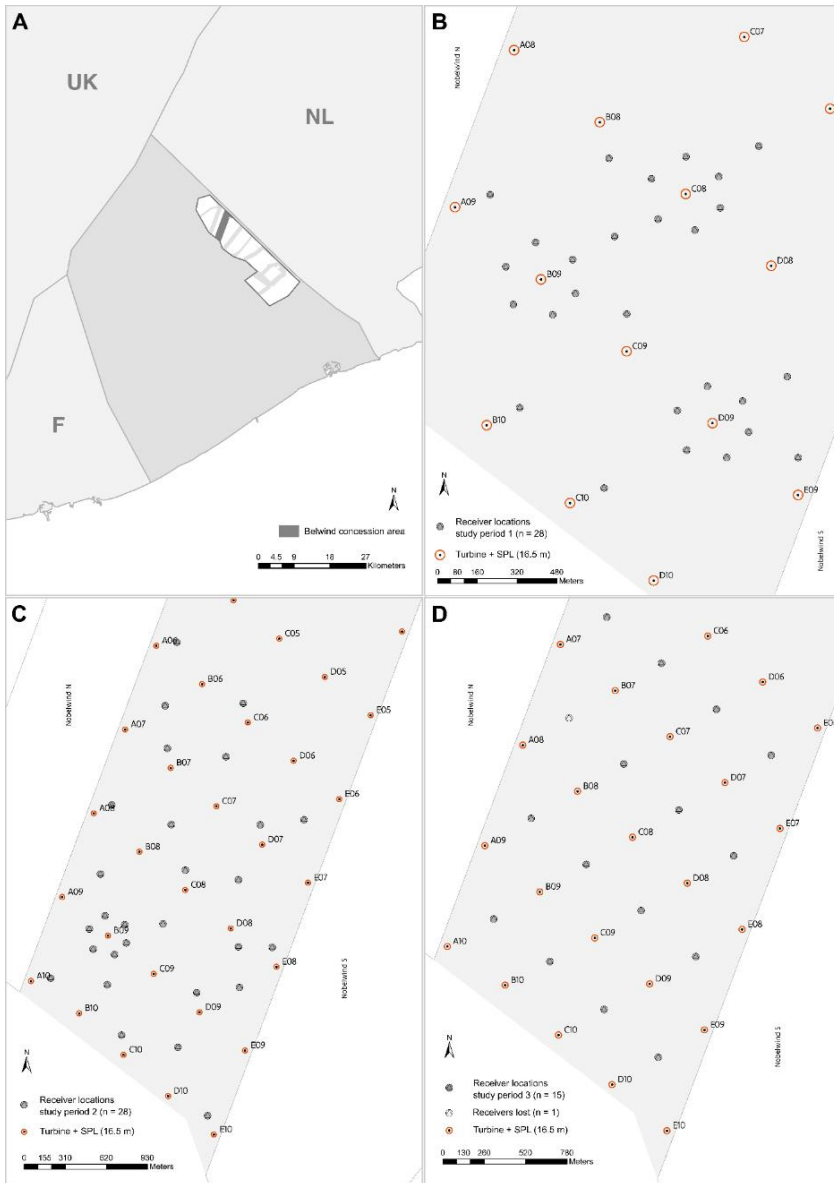 A
UK
NL
F
N
Belwind concession area
0 4.5 9 18 27
Kilometers
B
Nobelwind N
A08
C07
B08
C08
A09
D08
B09
C09
B10
D09
C10
E09
D10
Nobelwind S
N
Receiver locations
study period 1 (n = 28)
Turbine + SPL (16.5 m)
0 80 160 320 480
Meters
C
Nobelwind N
A06
C05
B06
D05
C06
E05
A07
B07
D06
C07
E06
A08
B08
D07
C08
E07
A09
B09
D08
C09
E08
A10
B10
D09
C10
E09
D10
E10
Nobelwind S
N
Receiver locations
study period 2 (n = 28)
Turbine + SPL (16.5 m)
0 155 310 620 930
Meters
D
Nobelwind N
A07
C06
B07
D06
A08
C07
E06
B08
D07
C08
E07
A09
B09
D08
C09
E08
A10
B10
D09
C10
E09
D10
E10
Nobelwind S
N
Receiver locations
study period 3 (n = 15)
Receivers lost (n = 1)
Turbine + SPL (16.5 m)
0 130 260 520 780
Meters